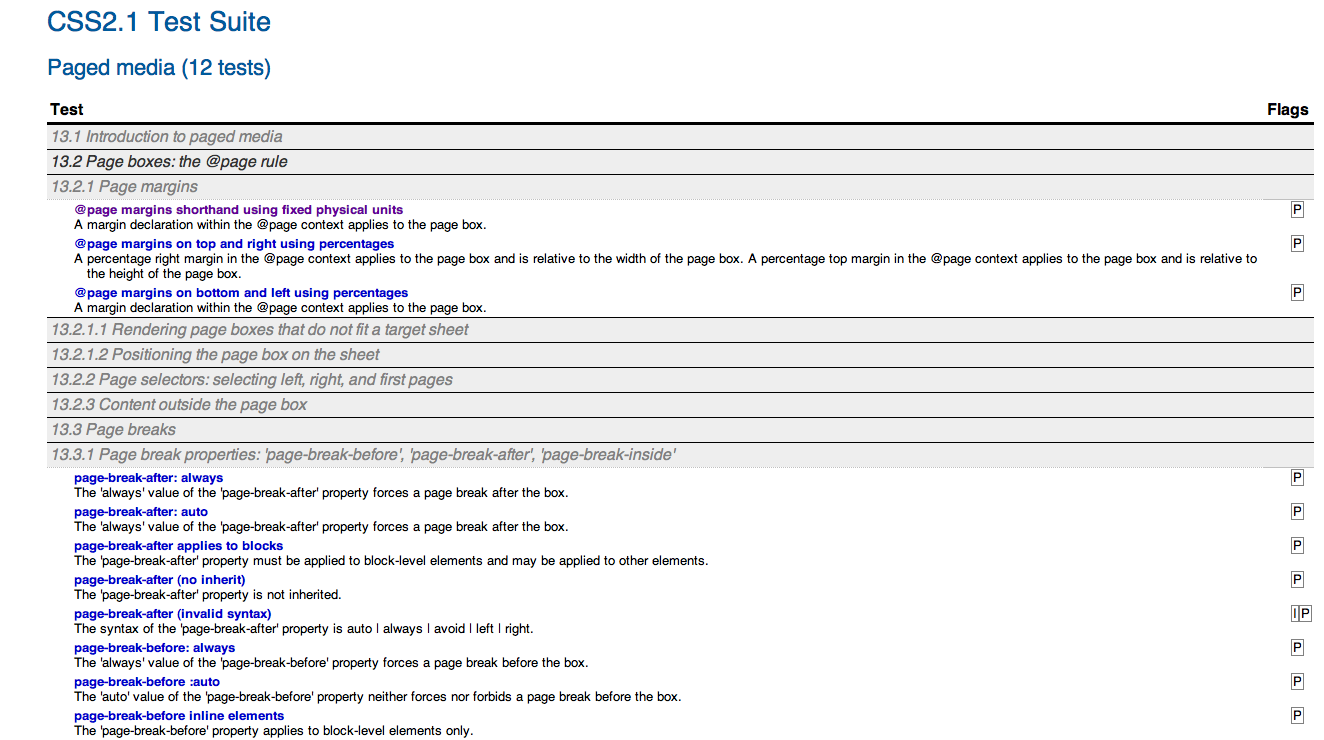 CSS2.1 Test Suite
Paged media (12 tests)
Test Flags
13.1 Introduction to paged media
13.2 Page boxes: the @page rule
13.2.1 Page margins
@page margins shorthand using fixed physical units P
A margin declaration within the @page context applies to the page box.
@page margins on top and right using percentages P
A percentage right margin in the @page context applies to the page box and is relative to the width of the page box. A percentage top margin in the @page context applies to the page box and is relative to
the height of the page box.
@page margins on bottom and left using percentages P
A margin declaration within the @page context applies to the page box.
13.2.1.1 Rendering page boxes that do not fit a target sheet
13.2.1.2 Positioning the page box on the sheet
13.2.2 Page selectors: selecting left, right, and first pages
13.2.3 Content outside the page box
13.3 Page breaks
13.3.1 Page break properties: 'page-break-before', 'page-break-after', 'page-break-inside'
page-break-after: always P
The 'always' value of the 'page-break-after' property forces a page break after the box.
page-break-after: auto P
The 'always' value of the 'page-break-after' property forces a page break after the box.
page-break-after applies to blocks P
The 'page-break-after' property must be applied to block-level elements and may be applied to other elements.
page-break-after (no inherit) P
The 'page-break-after' property is not inherited.
page-break-after (invalid syntax) I P
The syntax of the 'page-break-after' property is auto | always | avoid | left | right.
page-break-before: always P
The 'always' value of the 'page-break-before' property forces a page break before the box.
page-break-before :auto P
The 'auto' value of the 'page-break-before' property neither forces nor forbids a page break before the box.
page-break-before inline elements P
The 'page-break-before' property applies to block-level elements only.